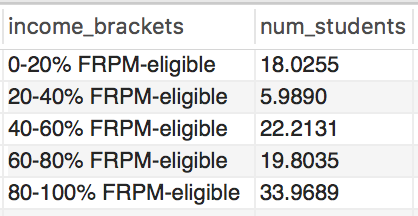 income_brackets num_students
0-20% FRPM-eligible 18.0255
20-40% FRPM-eligible 5.9890
40-60% FRPM-eligible 22.2131
60-80% FRPM-eligible 19.8035
80-100% FRPM-eligible 33.9689